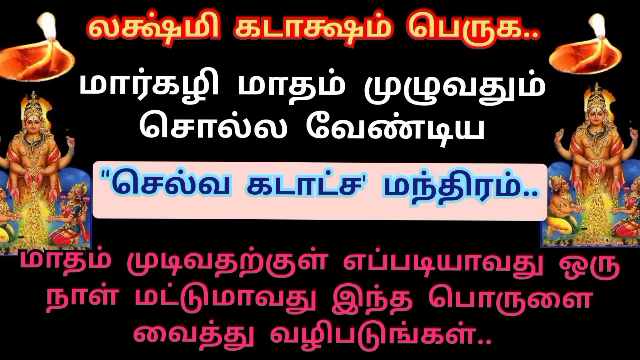 லக்ஷ்மி கடாக்ஷம் பெருக..
மார்கழி மாதம் முழுவதும்
சொல்ல வேண்டிய
"செல்வ கடாட்ச' மந்திரம்..
மாதம் முடிவதற்குள் எப்படியாவது ஒரு
நாள் மட்டுமாவது இந்த பொருளை
வைத்து வழிபடுங்கள்..